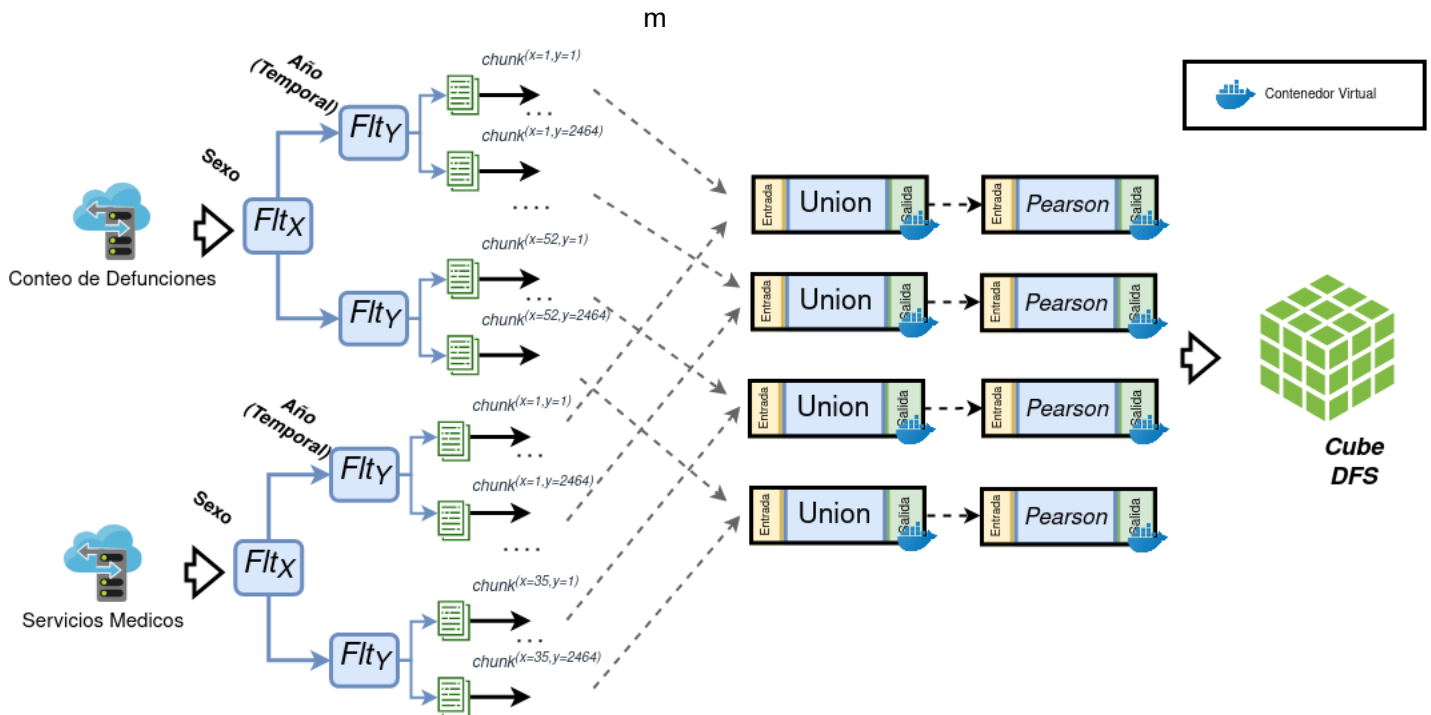 m
Contenedor Virtual
Año
(Temporal)
Sexo
FltX
FltY
FltY
Conteo de Defunciones
chunk(x=1,y=1)
...
chunk(x=1,y=2464)
....
chunk(x=52,y=1)
...
chunk(x=52,y=2464)
Año
(Temporal)
Sexo
FltX
FltY
FltY
Servicios Medicos
chunk(x=1,y=1)
...
chunk(x=1,y=2464)
....
chunk(x=35,y=1)
...
chunk(x=35,y=2464)
Entrada Union Salida Entrada Pearson Salida
Entrada Union Salida Entrada Pearson Salida
Entrada Union Salida Entrada Pearson Salida
Entrada Union Salida Entrada Pearson Salida
Cube
DFS